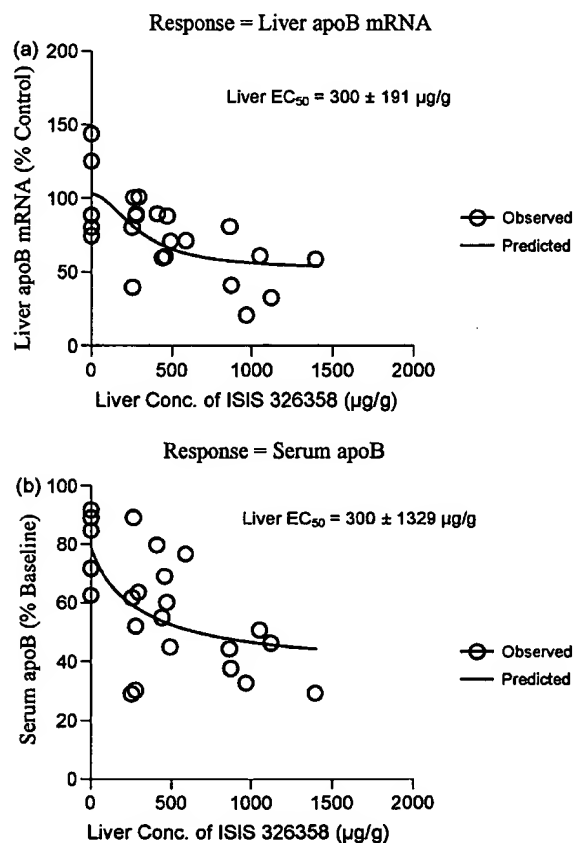 Response = Liver apoB mRNA
(a)
200
150
100
50
0
Liver apoB mRNA (% Control)
Liver EC50 = 300 ± 191 µg/g
Observed
Predicted
0 500 1000 1500 2000
Liver Conc. of ISIS 326358 (µg/g)
Response = Serum apoB
(b)
100
80
60
40
20
0
Serum apoB (% Baseline)
Liver EC50 = 300 ± 1329 µg/g
Observed
Predicted
0 500 1000 1500 2000
Liver Conc. of ISIS 326358 (µg/g)